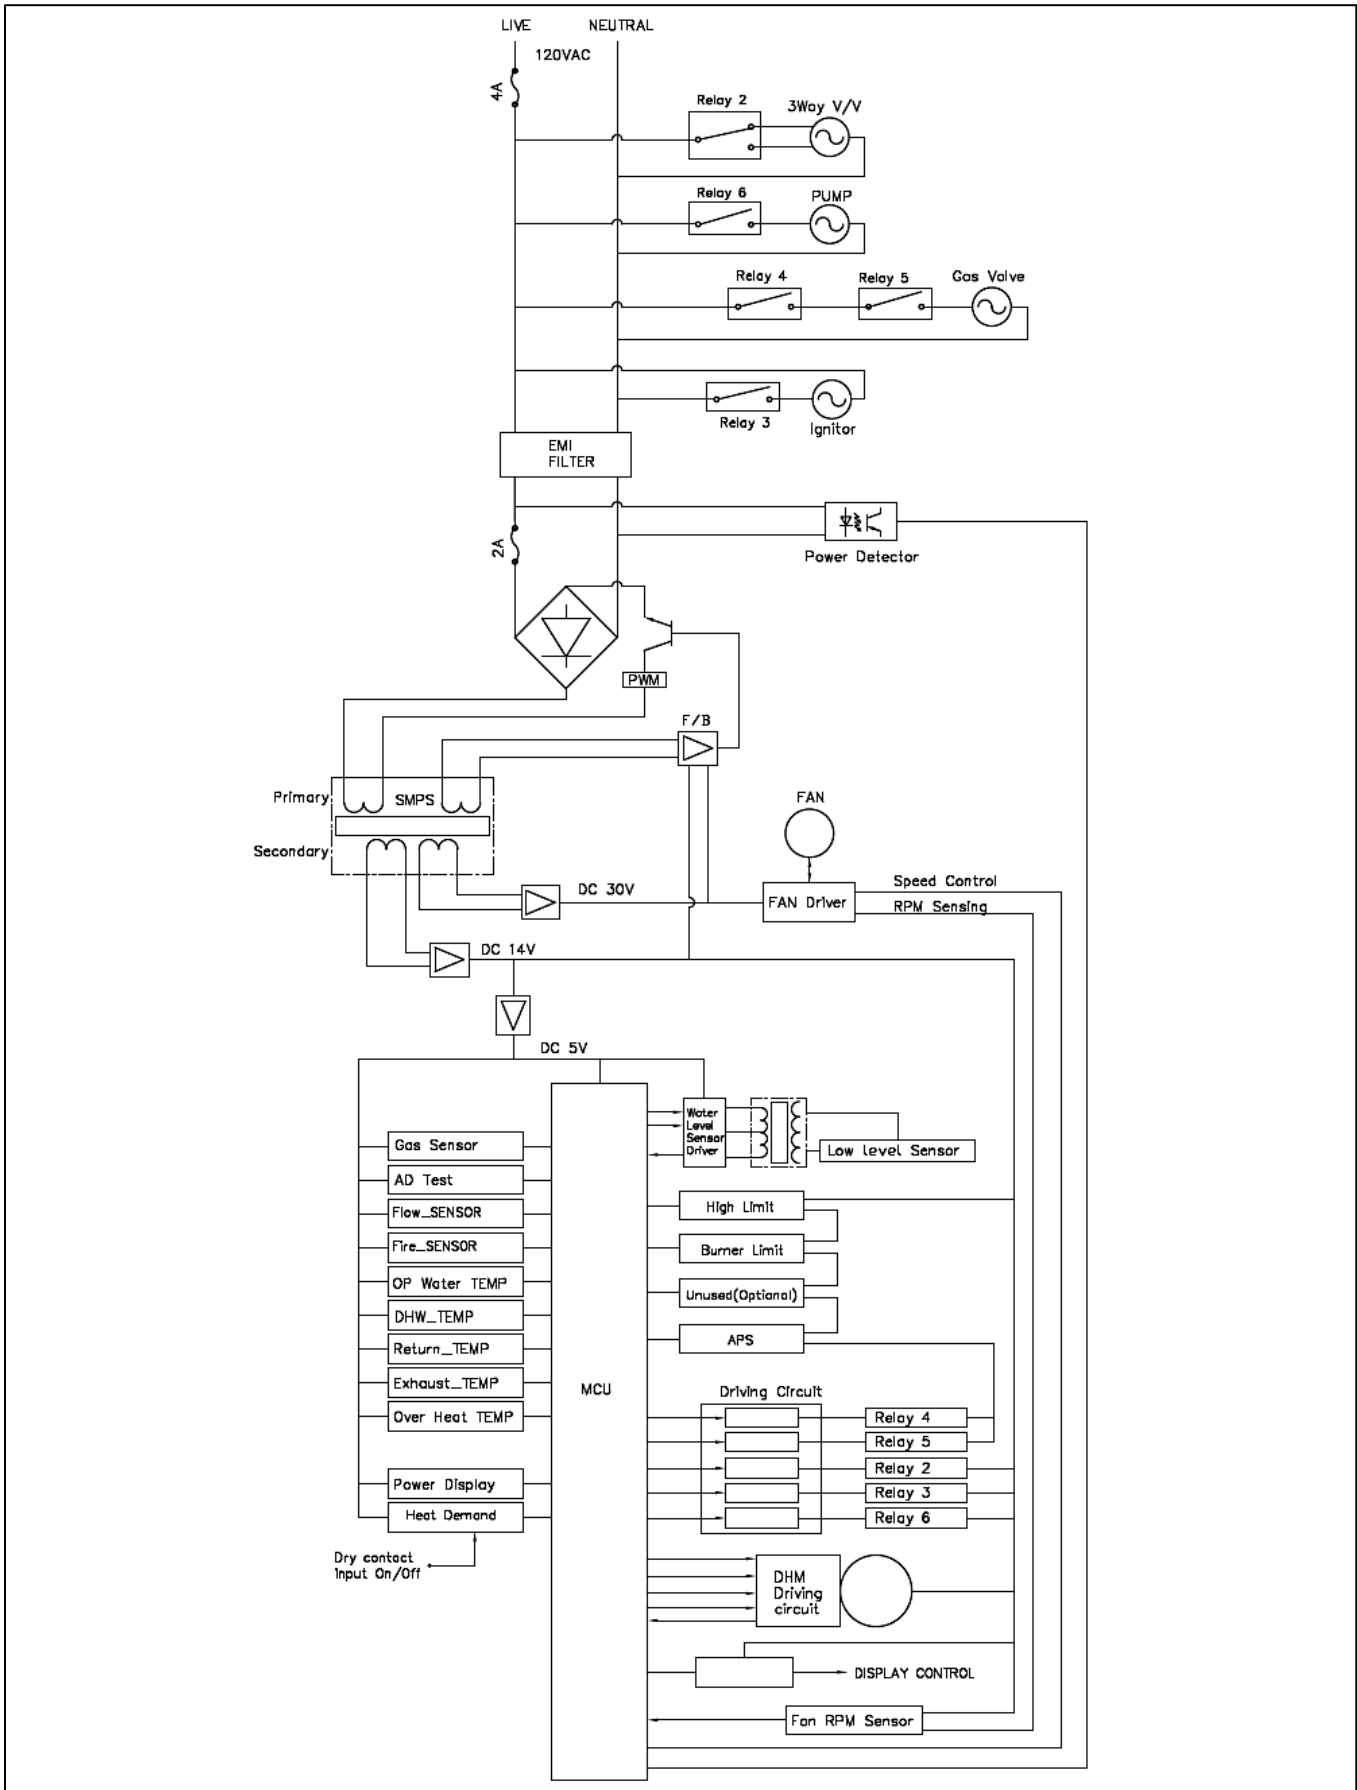 LIVE NEUTRAL
120VAC
4A
Relay 2
3Way V/V
Relay 6
PUMP
Relay 4
Relay 5
Gas Valve
Relay 3
Ignitor
EMI
FILTER
2A
Power Detector
PWM
F/B
Primary
SMPS
Secondary
FAN
DC 30V
FAN Driver
Speed Control
RPM Sensing
DC 14V
DC 5V
Water
Level
Sensor
Driver
Low level Sensor
Gas Sensor
AD Test
Flow_SENSOR
Fire_SENSOR
OP Water TEMP
DHW_TEMP
Return_TEMP
Exhaust_TEMP
Over Heat TEMP
Power Display
Heat Demand
Dry contact
Input On/Off
MCU
High Limit
Burner Limit
Unused(Optional)
APS
Driving Circuit
Relay 4
Relay 5
Relay 2
Relay 3
Relay 6
DHM
Driving
circuit
DISPLAY CONTROL
Fan RPM Sensor